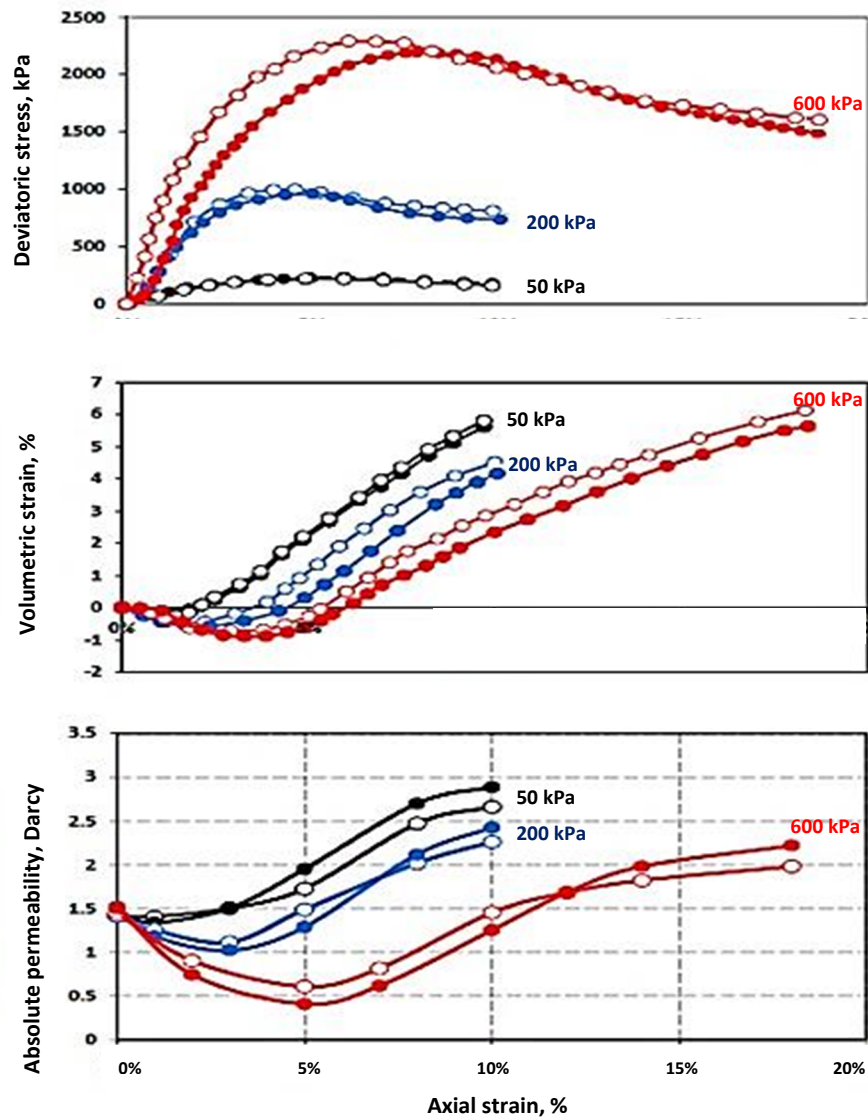 Deviatoric stress, kPa
2500
2000
1500
1000
500
0
600 kPa
200 kPa
50 kPa
Volumetric strain, %
7
6
5
4
3
2
1
0
-1
-2
0%
50 kPa
200 kPa
600 kPa
Absolute permeability, Darcy
3.5
3
2.5
2
1.5
1
0.5
0
50 kPa
200 kPa
600 kPa
0% 5% 10% 15% 20%
Axial strain, %